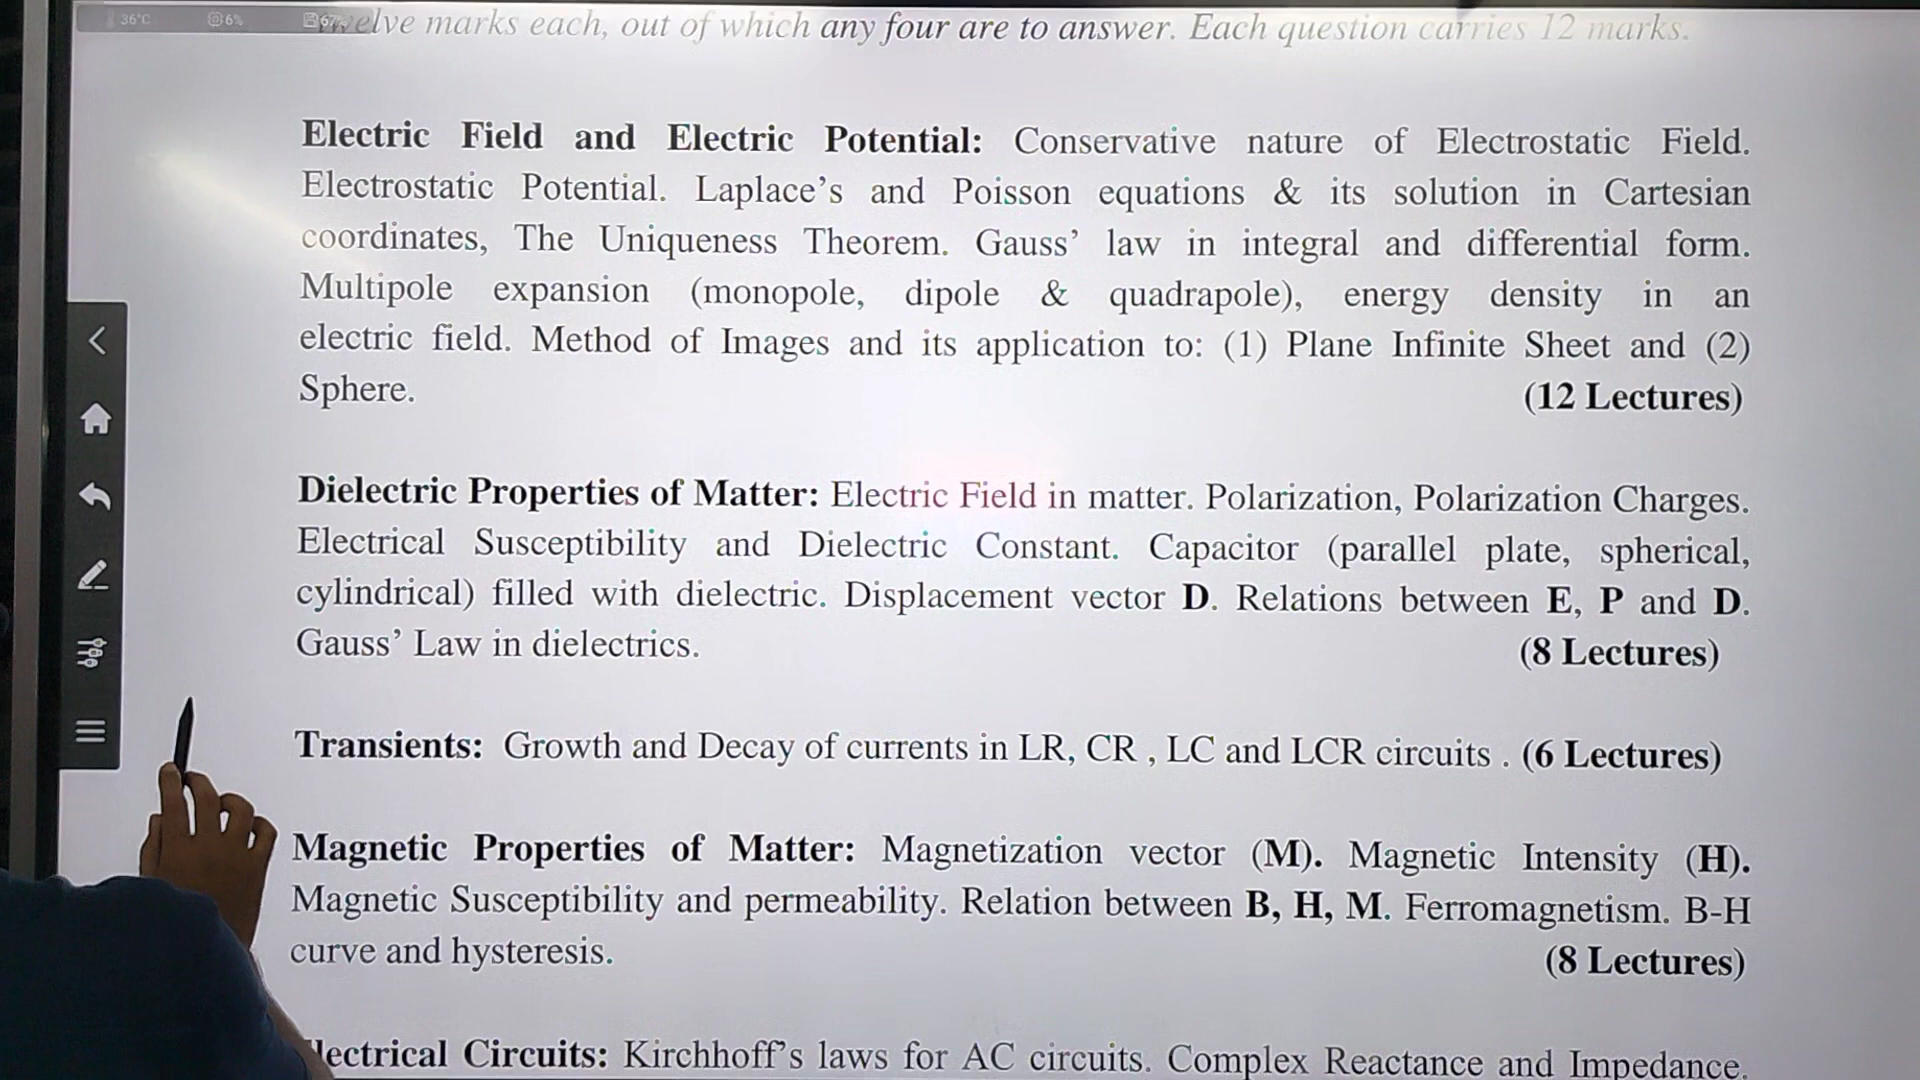 36°C 6% 67%
welve marks each, out of which any four are to answer. Each question carries 12 marks.
Electric Field and Electric Potential: Conservative nature of Electrostatic Field.
Electrostatic Potential. Laplace’s and Poisson equations & its solution in Cartesian
coordinates, The Uniqueness Theorem. Gauss’ law in integral and differential form.
Multipole expansion (monopole, dipole & quadrapole), energy density in an
electric field. Method of Images and its application to: (1) Plane Infinite Sheet and (2)
Sphere. (12 Lectures)
Dielectric Properties of Matter: Electric Field in matter. Polarization, Polarization Charges.
Electrical Susceptibility and Dielectric Constant. Capacitor (parallel plate, spherical,
cylindrical) filled with dielectric. Displacement vector D. Relations between E, P and D.
Gauss’ Law in dielectrics. (8 Lectures)
Transients: Growth and Decay of currents in LR, CR , LC and LCR circuits . (6 Lectures)
Magnetic Properties of Matter: Magnetization vector (M). Magnetic Intensity (H).
Magnetic Susceptibility and permeability. Relation between B, H, M. Ferromagnetism. B-H
curve and hysteresis. (8 Lectures)
lectrical Circuits: Kirchhoff’s laws for AC circuits. Complex Reactance and Impedance.